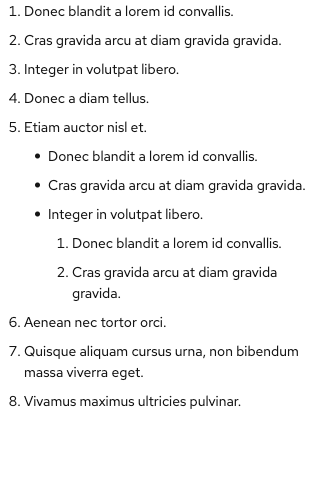 1. Donec blandit a lorem id convallis.
2. Cras gravida arcu at diam gravida gravida.
3. Integer in volutpat libero.
4. Donec a diam tellus.
5. Etiam auctor nisl et.
• Donec blandit a lorem id convallis.
• Cras gravida arcu at diam gravida gravida.
• Integer in volutpat libero.
1. Donec blandit a lorem id convallis.
2. Cras gravida arcu at diam gravida
gravida.
6. Aenean nec tortor orci.
7. Quisque aliquam cursus urna, non bibendum
massa viverra eget.
8. Vivamus maximus ultricies pulvinar.